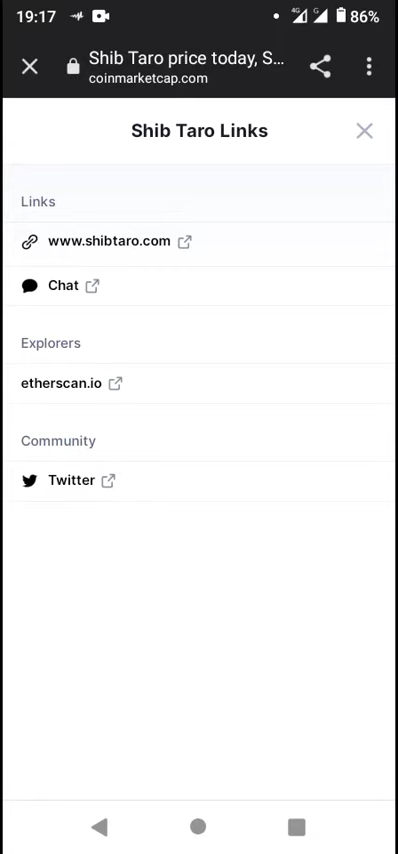 19:17
4G
G
86%
Shib Taro price today, S...
coinmarketcap.com
Shib Taro Links
Links
www.shibtaro.com
Chat
Explorers
etherscan.io
Community
Twitter